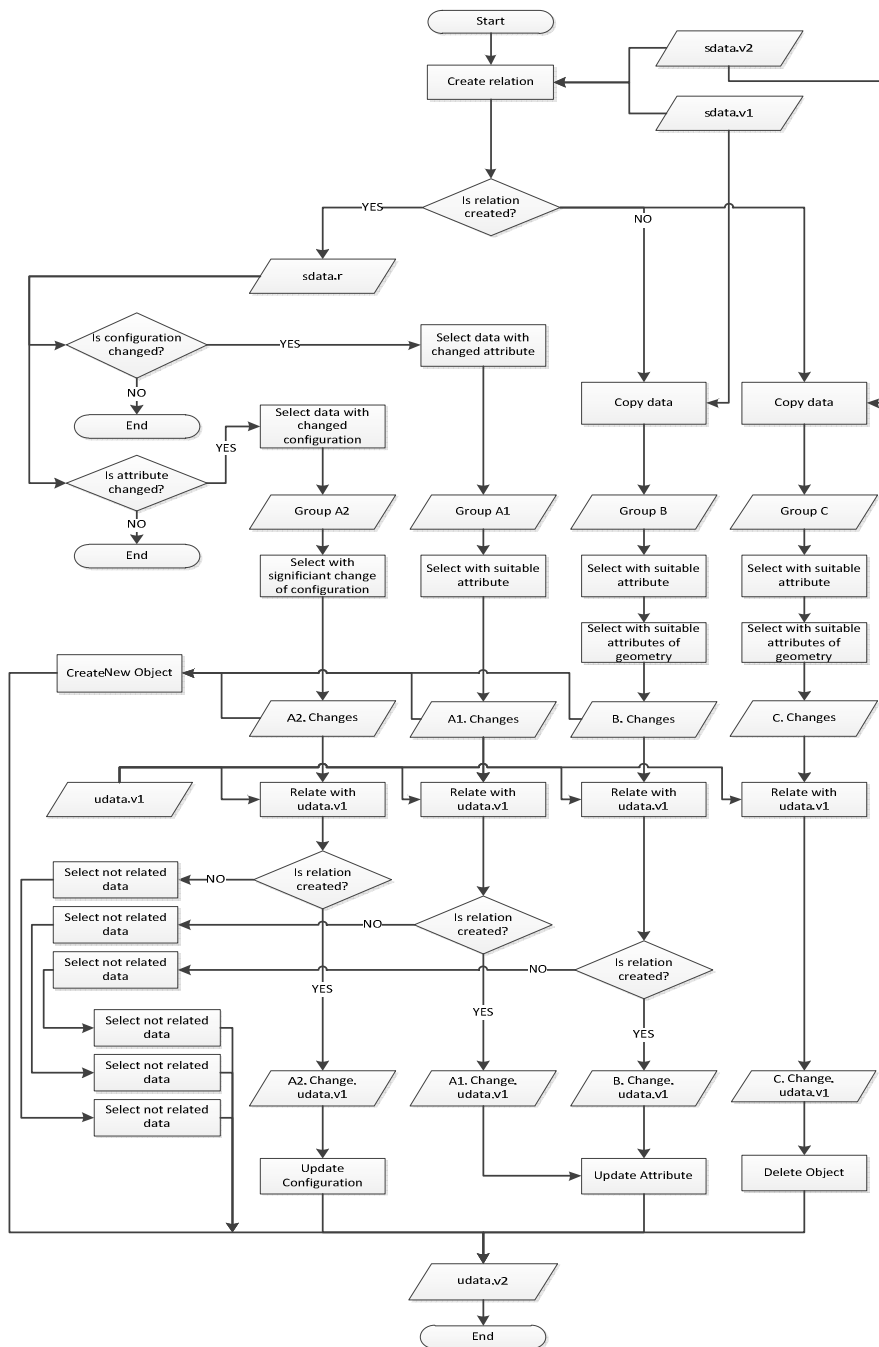 Start
sdata.v2
Create relation
sdata.v1
Is relation
created?
YES
NO
sdata.r
Is configuration
changed?
YES
Select data with
changed attribute
NO
End
Select data with
changed
configuration
Copy data
Copy data
YES
Is attribute
changed?
NO
End
Group A2
Group A1
Group B
Group C
Select with
significiant change
of configuration
Select with suitable
attribute
Select with suitable
attribute
Select with suitable
attribute
Select with suitable
attributes of
geometry
Select with suitable
attributes of
geometry
CreateNew Object
A2. Changes
A1. Changes
B. Changes
C. Changes
udata.v1
Relate with
udata.v1
Relate with
udata.v1
Relate with
udata.v1
Relate with
udata.v1
Select not related
data
NO
Is relation
created?
Select not related
data
NO
Is relation
created?
Select not related
data
NO
Is relation
created?
YES
YES
YES
Select not related
data
Select not related
data
Select not related
data
A2. Change.
udata.v1
A1. Change.
udata.v1
B. Change.
udata.v1
C. Change.
udata.v1
Update
Configuration
Update Attribute
Delete Object
udata.v2
End